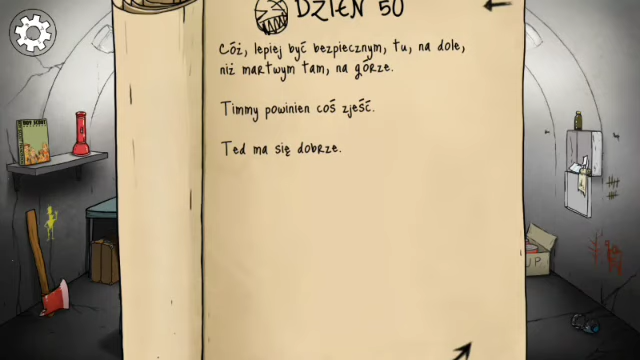 DZIEŃ 50
Cóż, lepiej być bezpiecznym, tu, na dole,
niż martwym tam, na górze.
Timmy powinien coś zjeść.
Ted ma się dobrze.
UP